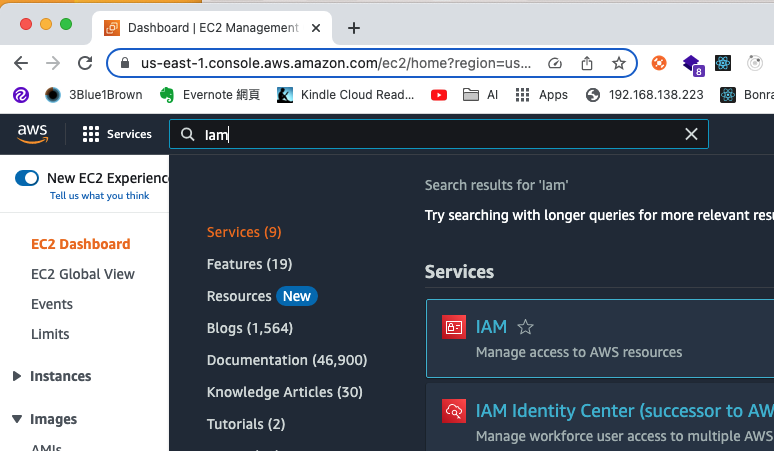 Dashboard | EC2 Management
us-east-1.console.aws.amazon.com/ec2/home?region=us...
8
3Blue1Brown
Evernote 網頁
Kindle Cloud Read...
AI
Apps
192.168.138.223
Bonra
aws
Services
Iam
New EC2 Experience
Tell us what you think
EC2 Dashboard
EC2 Global View
Events
Limits
Instances
Images
AMIs
Services (9)
Features (19)
Resources New
Blogs (1,564)
Documentation (46,900)
Knowledge Articles (30)
Tutorials (2)
Search results for 'Iam'
Try searching with longer queries for more relevant resu
Services
IAM
Manage access to AWS resources
IAM Identity Center (successor to AW
Manage workforce user access to multiple AWS